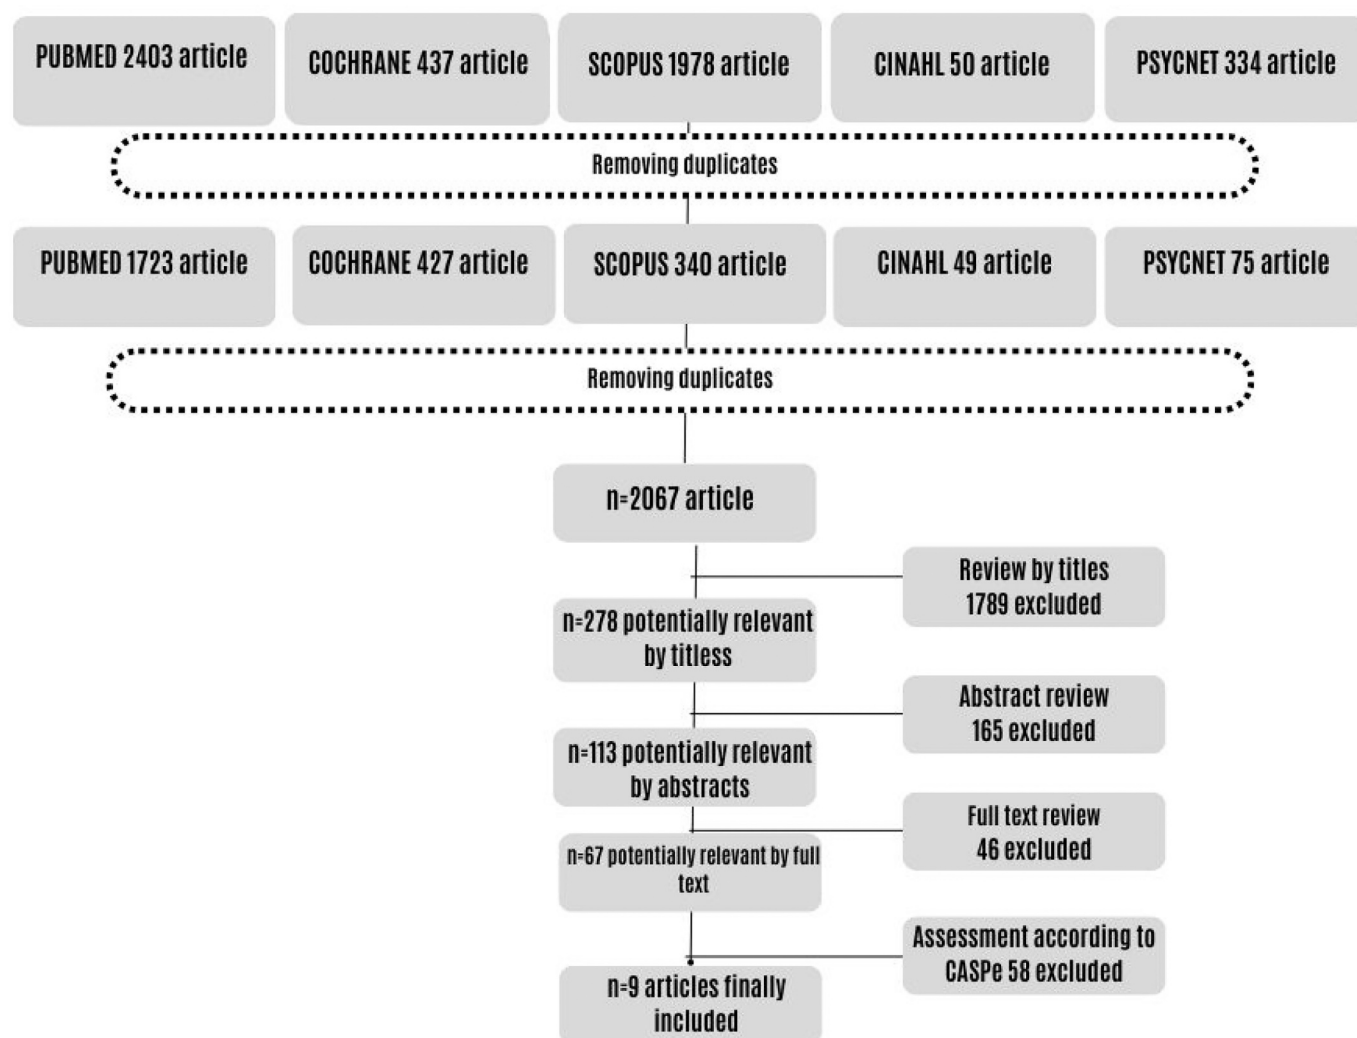 PUBMED 2403 article
COCHRANE 437 article
SCOPUS 1978 article
CINAHL 50 article
PSYCNET 334 article
Removing duplicates
PUBMED 1723 article
COCHRANE 427 article
SCOPUS 340 article
CINAHL 49 article
PSYCNET 75 article
Removing duplicates
n=2067 article
Review by titles
1789 excluded
n=278 potentially relevant
by titless
Abstract review
165 excluded
n=113 potentially relevant
by abstracts
Full text review
46 excluded
n=67 potentially relevant by full
text
Assessment according to
CASPe 58 excluded
n=9 articles finally
included